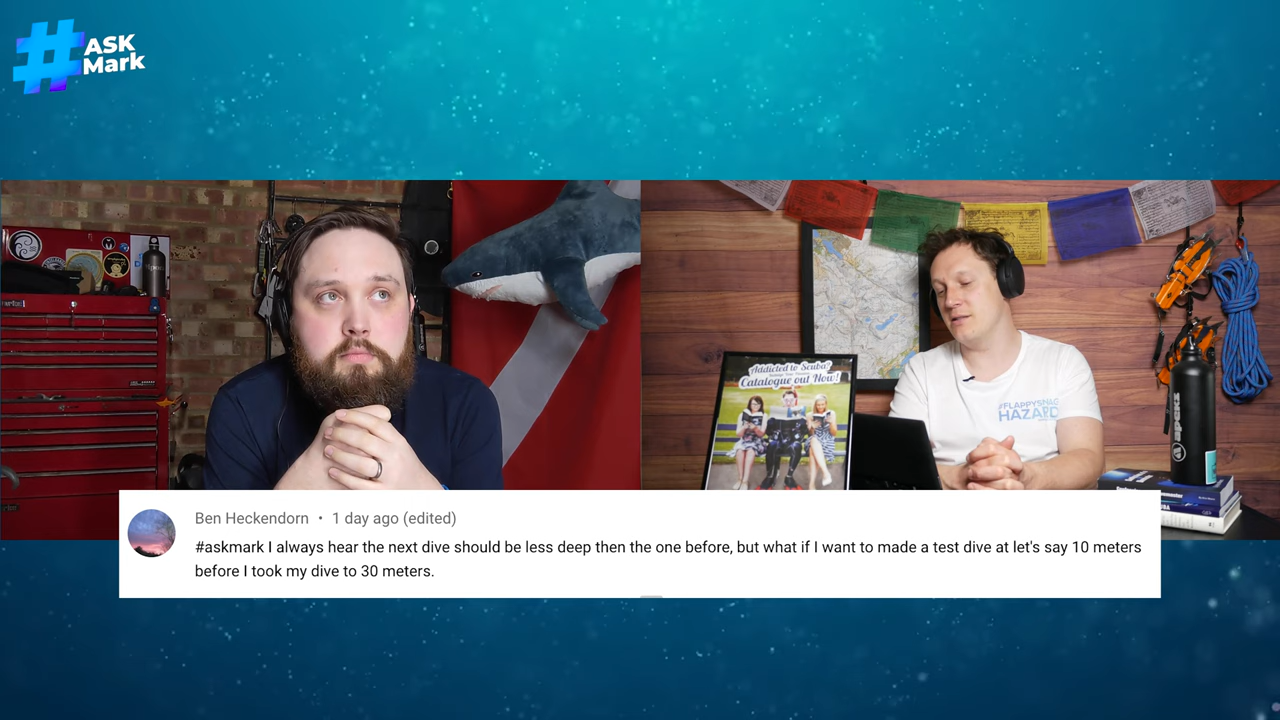 #ASK
Mark
Addicted to Scuba?
Catalogue out Now!
#FLAPPYSNAG
HAZARD
apeks
Ben Heckendorn • 1 day ago (edited)
#askmark I always hear the next dive should be less deep then the one before, but what if I want to made a test dive at let's say 10 meters
before I took my dive to 30 meters.